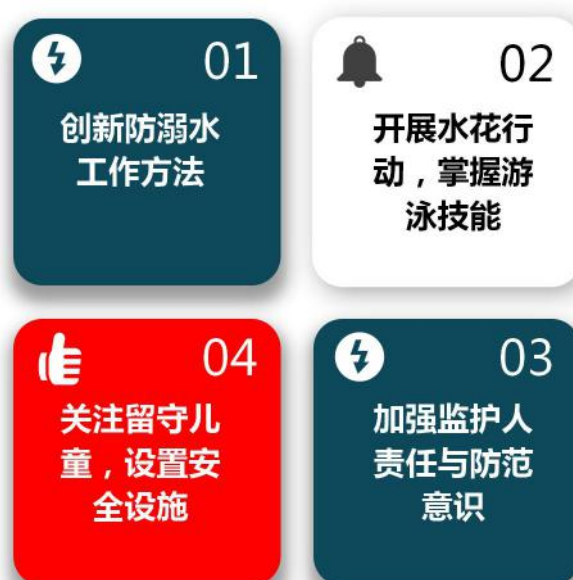 01
创新防溺水
工作方法
02
开展水花行
动，掌握游
泳技能
04
关注留守儿
童，设置安
全设施
03
加强监护人
责任与防范
意识